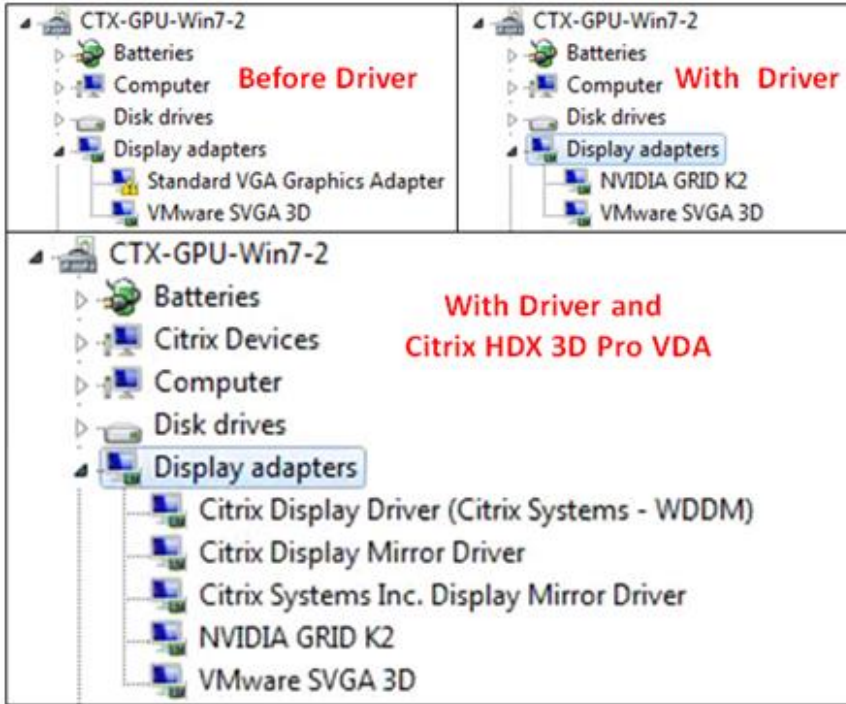 CTX-GPU-Win7-2
Batteries
Computer
Before Driver
Disk drives
Display adapters
Standard VGA Graphics Adapter
VMware SVGA 3D
CTX-GPU-Win7-2
Batteries
Computer
With Driver
Disk drives
Display adapters
NVIDIA GRID K2
VMware SVGA 3D
CTX-GPU-Win7-2
Batteries
Citrix Devices
Computer
Disk drives
Display adapters
Citrix Display Driver (Citrix Systems - WDDM)
Citrix Display Mirror Driver
Citrix Systems Inc. Display Mirror Driver
NVIDIA GRID K2
VMware SVGA 3D
With Driver and
Citrix HDX 3D Pro VDA